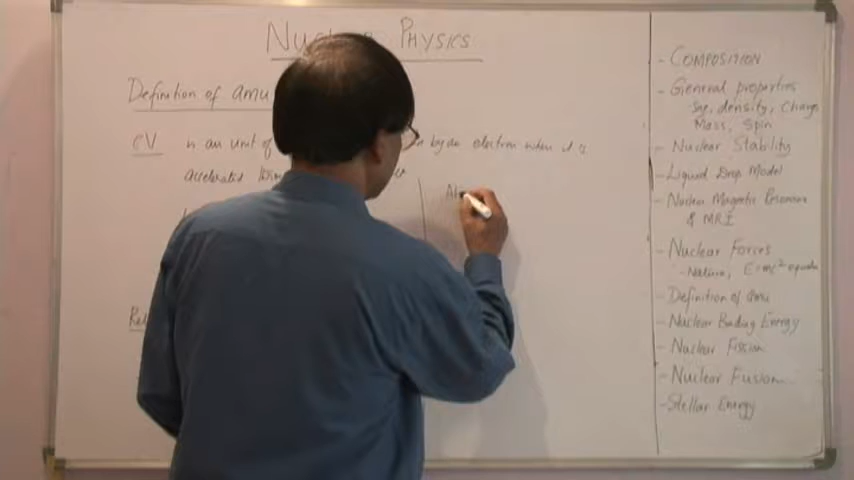 PHYSICS
Definition of amu
eV is an unit of by an electron when it is
accelerated
- COMPOSITION
- General properties
Size, density, Charge
Mass, Spin
- Nuclear Stability
- Liquid Drop Model
- Nuclear Magnetic Resonance
& MRI
- Nuclear Forces
- Nature, E=mc²
- Definition of amu
- Nuclear Binding Energy
- Nuclear Fission
- Nuclear Fusion
- Stellar Energy